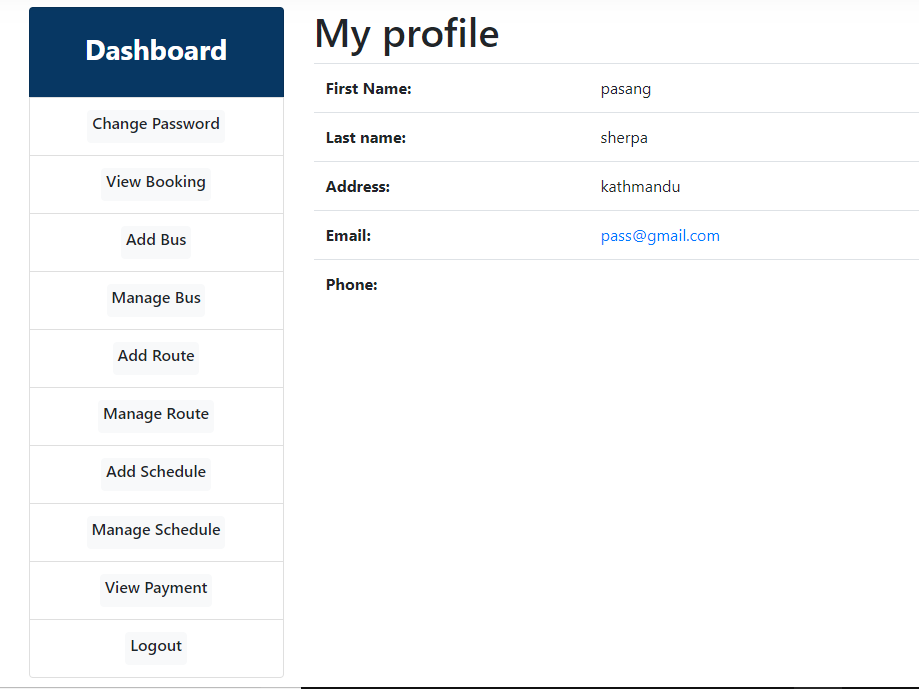 Dashboard
Change Password
View Booking
Add Bus
Manage Bus
Add Route
Manage Route
Add Schedule
Manage Schedule
View Payment
Logout
My profile
First Name: pasang
Last name: sherpa
Address: kathmandu
Email: pass@gmail.com
Phone: